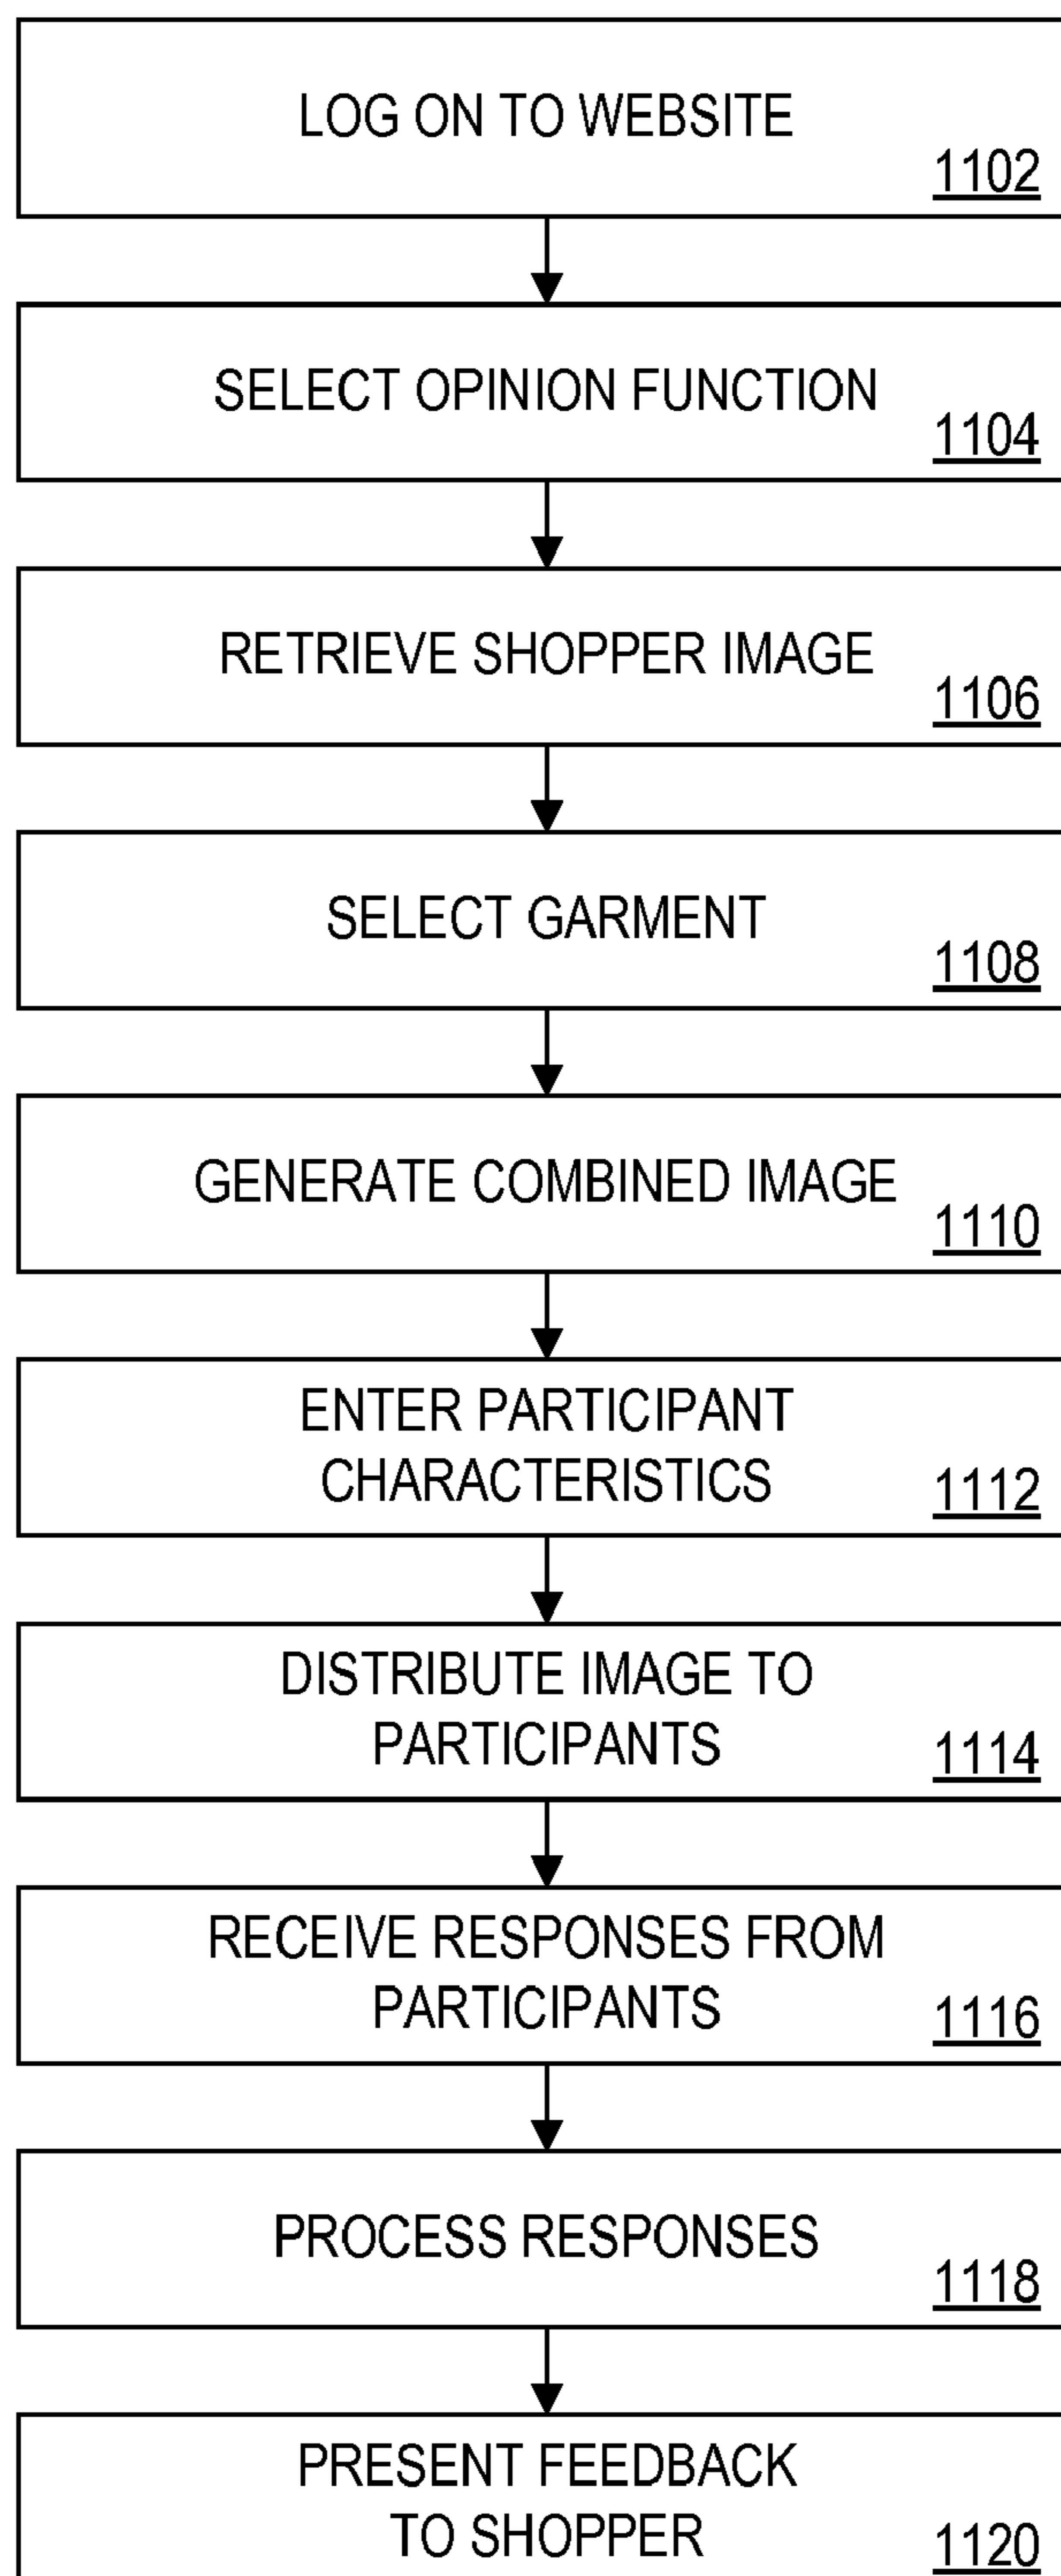 LOG ON TO WEBSITE
1102
SELECT OPINION FUNCTION
1104
RETRIEVE SHOPPER IMAGE
1106
SELECT GARMENT
1108
GENERATE COMBINED IMAGE
1110
ENTER PARTICIPANT
CHARACTERISTICS
1112
DISTRIBUTE IMAGE TO
PARTICIPANTS
1114
RECEIVE RESPONSES FROM
PARTICIPANTS
1116
PROCESS RESPONSES
1118
PRESENT FEEDBACK
TO SHOPPER
1120